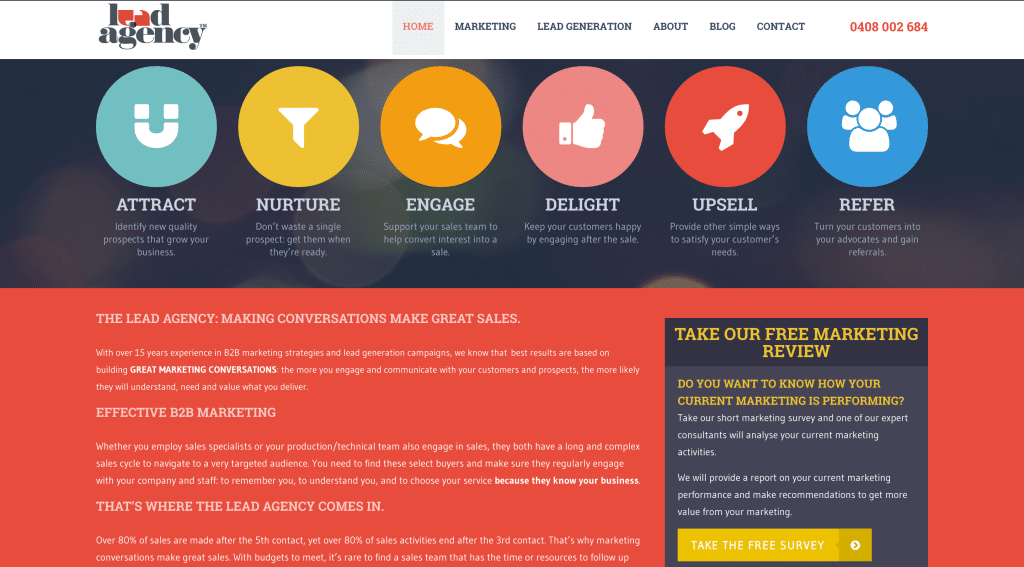 lead
agency™
HOME MARKETING LEAD GENERATION ABOUT BLOG CONTACT 0408 002 684
ATTRACT
Identify new quality
prospects that grow your
business.
NURTURE
Don't waste a single
prospect: get them when
they're ready.
ENGAGE
Support your sales team to
help convert interest into a
sale.
DELIGHT
Keep your customers happy
by engaging after the sale.
UPSELL
Provide other simple ways
to satisfy your customer's
needs.
REFER
Turn your customers into
your advocates and gain
referrals.
THE LEAD AGENCY: MAKING CONVERSATIONS MAKE GREAT SALES.
With over 15 years experience in B2B marketing strategies and lead generation campaigns, we know that best results are based on
building GREAT MARKETING CONVERSATIONS: the more you engage and communicate with your customers and prospects, the more likely
they will understand, need and value what you deliver.
EFFECTIVE B2B MARKETING
Whether you employ sales specialists or your production/technical team also engage in sales, they both have a long and complex
sales cycle to navigate to a very targeted audience. You need to find these select buyers and make sure they regularly engage
with your company and staff: to remember you, to understand you, and to choose your service because they know your business.
THAT'S WHERE THE LEAD AGENCY COMES IN.
Over 80% of sales are made after the 5th contact, yet over 80% of sales activities end after the 3rd contact. That's why marketing
conversations make great sales. With budgets to meet, it's rare to find a sales team that has the time or resources to follow up
TAKE OUR FREE MARKETING
REVIEW
DO YOU WANT TO KNOW HOW YOUR
CURRENT MARKETING IS PERFORMING?
Take our short marketing survey and one of our expert
consultants will analyse your current marketing
activities.
We will provide a report on your current marketing
performance and make recommendations to get more
value from your marketing.
TAKE THE FREE SURVEY